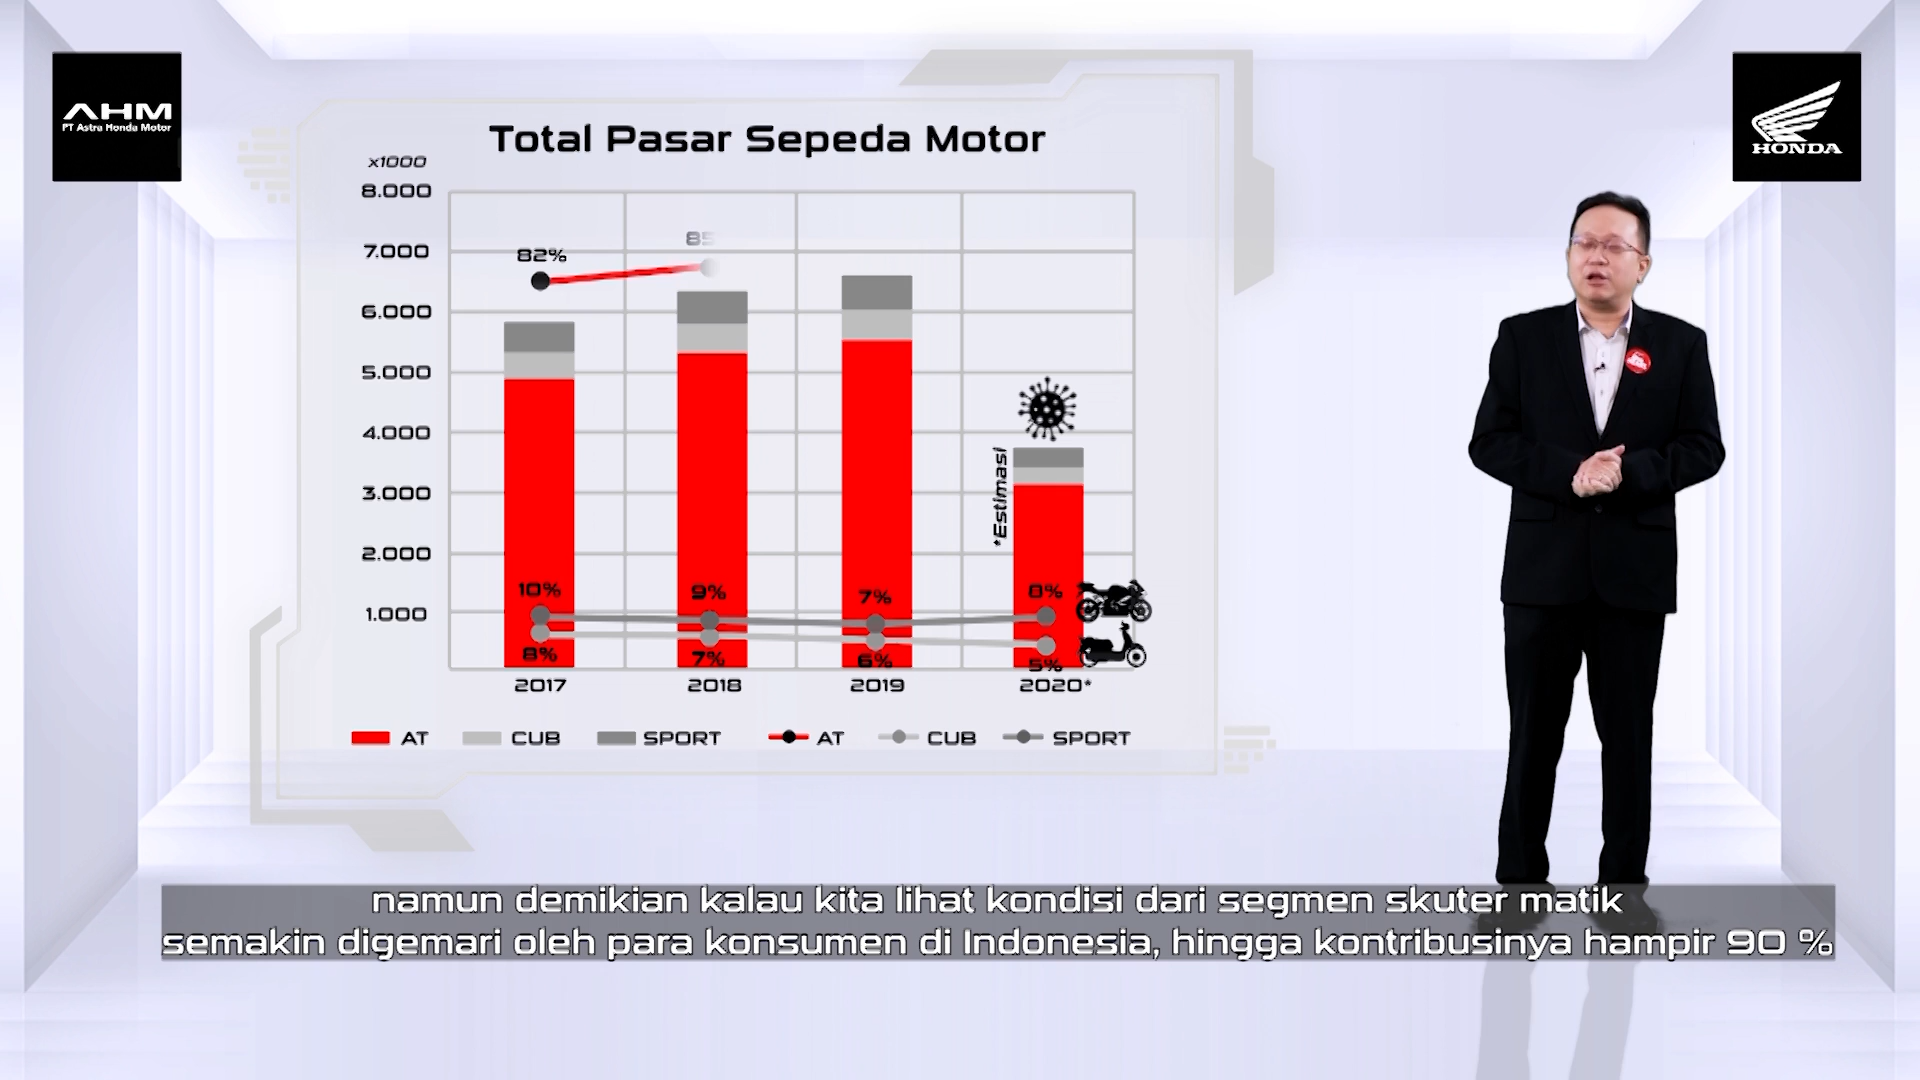 AHM
PT Astra Honda Motor
HONDA
Total Pasar Sepeda Motor
x1000
8.000
7.000
6.000
5.000
4.000
3.000
2.000
1.000
82%
10%
9%
7%
8%
8%
7%
6%
5%
*Estimasi
2017
2018
2019
2020*
AT
CUB
SPORT
AT
CUB
SPORT
namun demikian kalau kita lihat kondisi dari segmen skuter matik
semakin digemari oleh para konsumen di Indonesia, hingga kontribusinya hampir 90 %